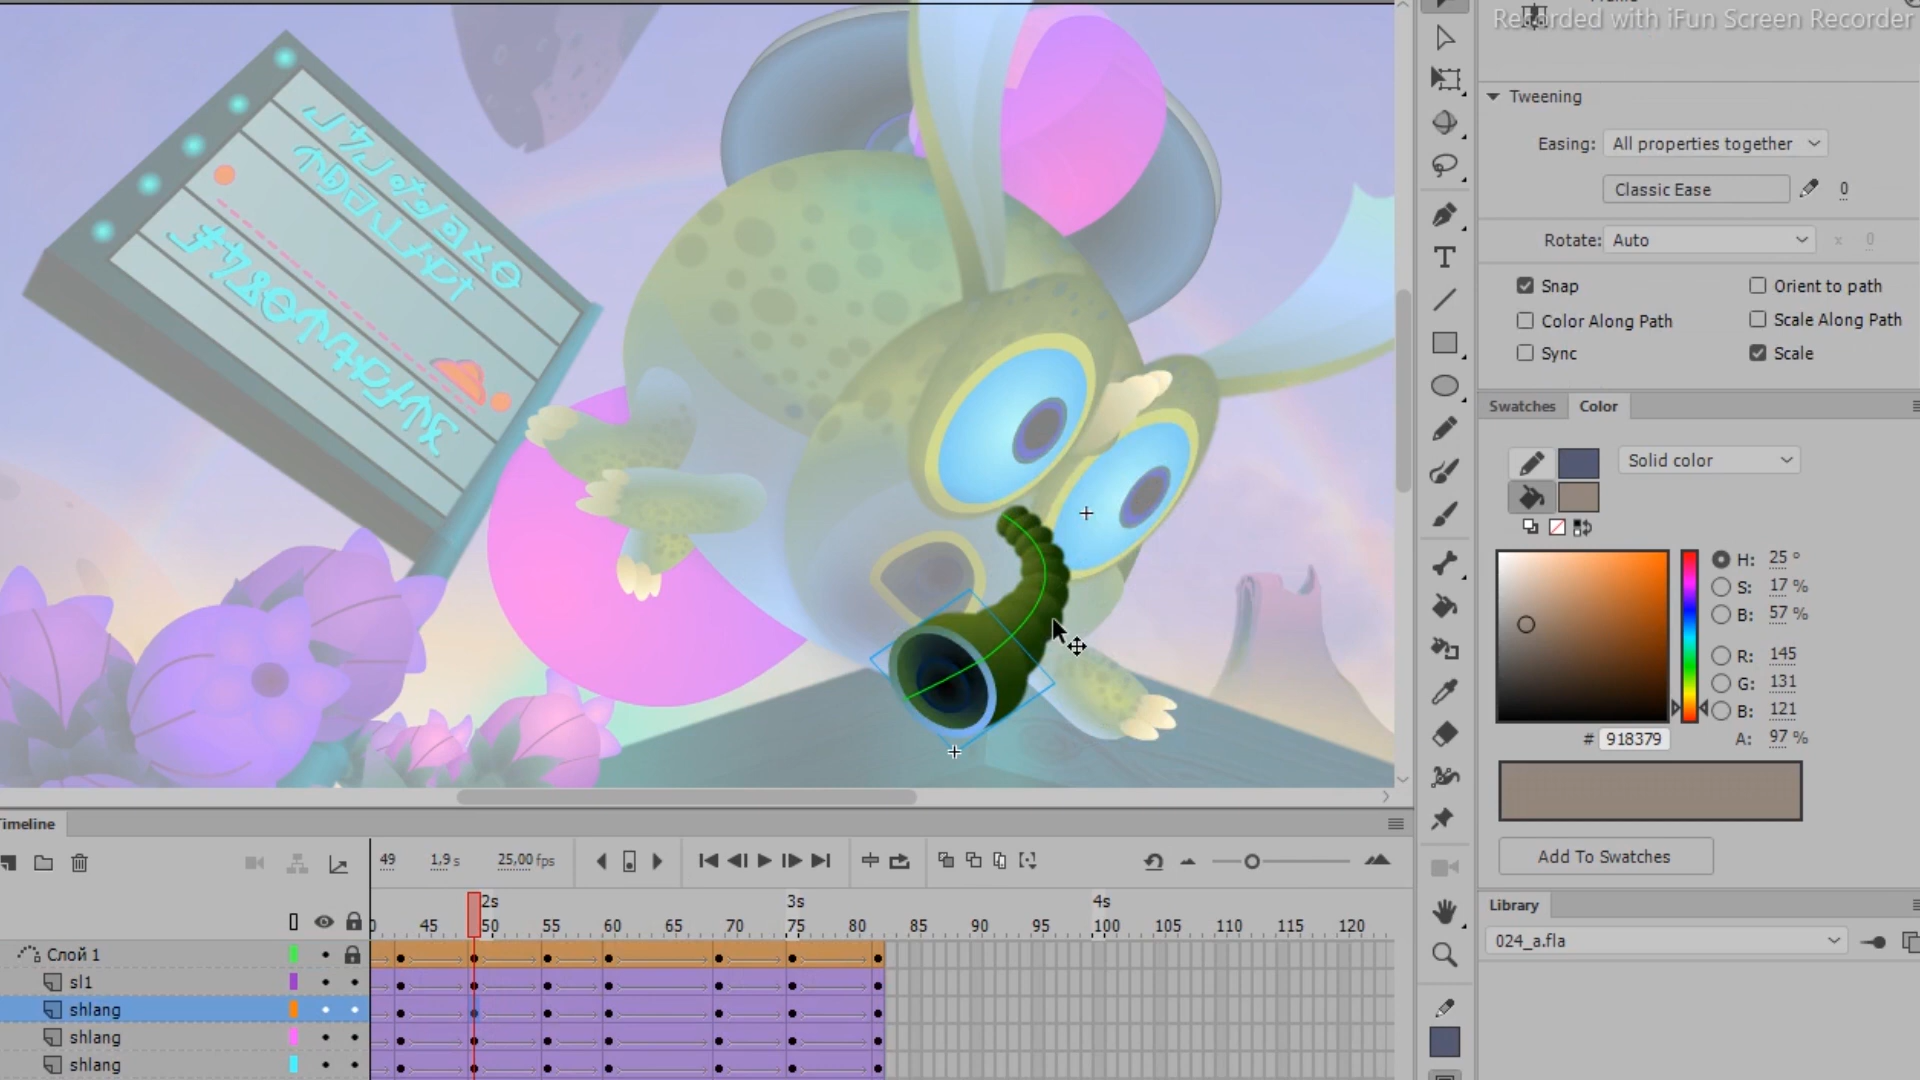 Frame
Recorded with iFun Screen Recorder
Tweening
Easing: All properties together
Classic Ease 0
Rotate: Auto x 0
Snap Orient to path
Color Along Path Scale Along Path
Sync Scale
Swatches Color
Solid color
H: 25 °
S: 17 %
B: 57 %
R: 145
G: 131
B: 121
# 918379 A: 97 %
Add To Swatches
Library
024_a.fla
Timeline
49 1,9 s 25,00 fps
2s 3s 4s
45 50 55 60 65 70 75 80 85 90 95 100 105 110 115 120
Слой 1
sl1
shlang
shlang
shlang